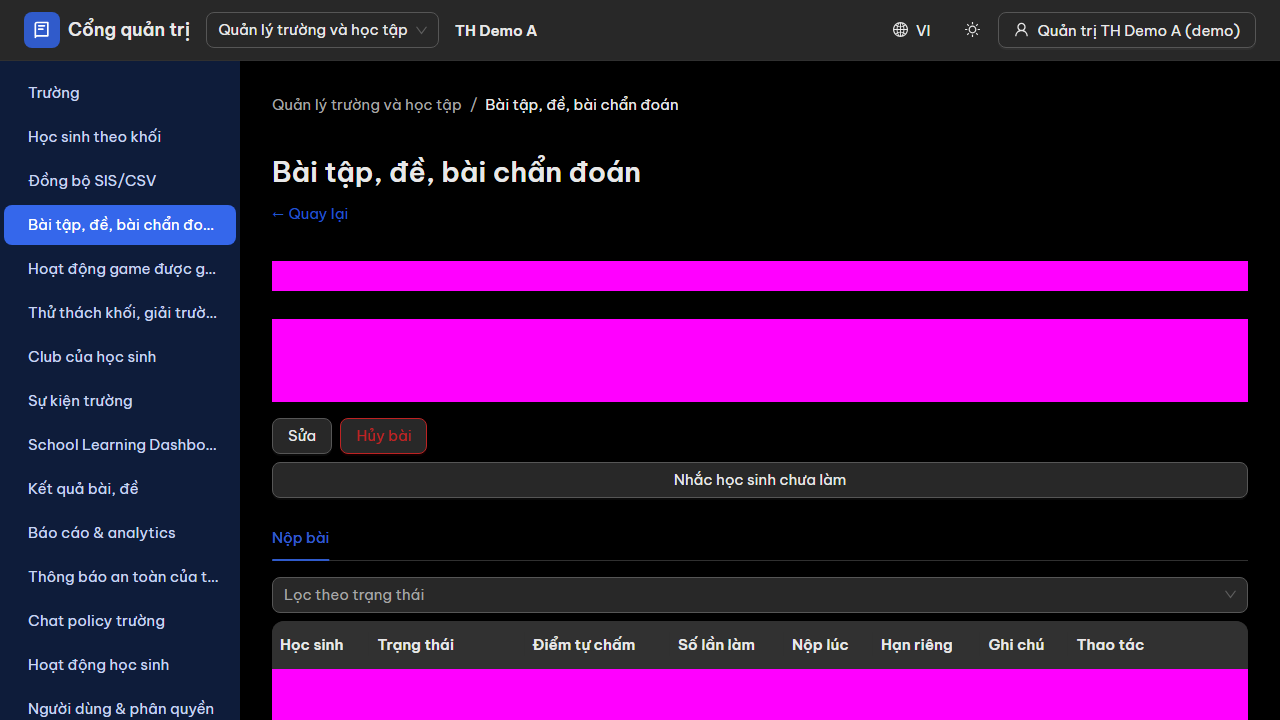 Cổng quản trị
Quản lý trường và học tập
TH Demo A
VI
Quản trị TH Demo A (demo)
Trường
Học sinh theo khối
Đồng bộ SIS/CSV
Bài tập, đề, bài chẩn đo...
Hoạt động game được g...
Thử thách khối, giải trườ...
Club của học sinh
Sự kiện trường
School Learning Dashbo...
Kết quả bài, đề
Báo cáo & analytics
Thông báo an toàn của t...
Chat policy trường
Hoạt động học sinh
Người dùng & phân quyền
Quản lý trường và học tập / Bài tập, đề, bài chẩn đoán
Bài tập, đề, bài chẩn đoán
← Quay lại
Sửa
Hủy bài
Nhắc học sinh chưa làm
Nộp bài
Lọc theo trạng thái
Học sinh Trạng thái Điểm tự chấm Số lần làm Nộp lúc Hạn riêng Ghi chú Thao tác